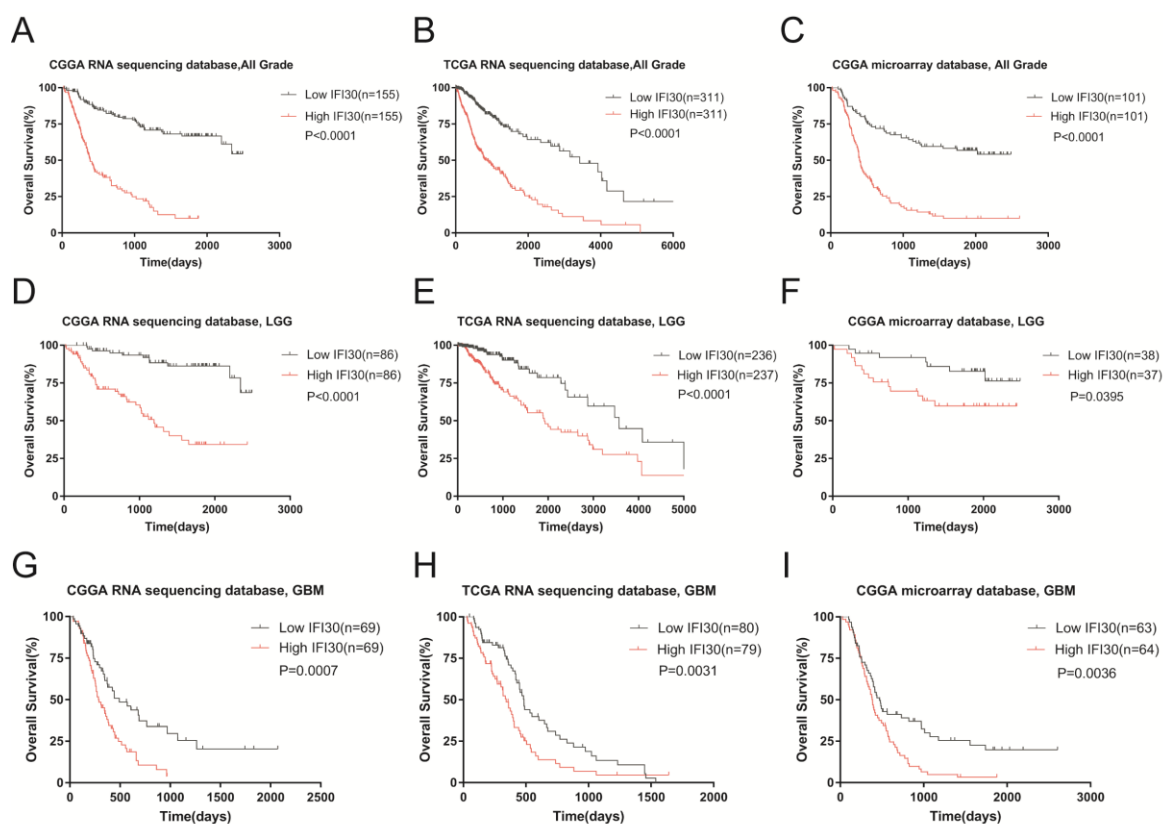 A
CGGA RNA sequencing database,All Grade
Overall Survival(%)
100
75
50
25
0
0 1000 2000 3000
Time(days)
Low IFI30(n=155)
High IFI30(n=155)
P<0.0001
B
TCGA RNA sequencing database,All Grade
Overall Survival(%)
100
75
50
25
0
0 2000 4000 6000
Time(days)
Low IFI30(n=311)
High IFI30(n=311)
P<0.0001
C
CGGA microarray database, All Grade
Overall Survival(%)
100
75
50
25
0
0 1000 2000 3000
Time(days)
Low IFI30(n=101)
High IFI30(n=101)
P<0.0001
D
CGGA RNA sequencing database, LGG
Overall Survival(%)
100
75
50
25
0
0 1000 2000 3000
Time(days)
Low IFI30(n=86)
High IFI30(n=86)
P<0.0001
E
TCGA RNA sequencing database, LGG
Overall Survival(%)
100
75
50
25
0
0 1000 2000 3000 4000 5000
Time(days)
Low IFI30(n=236)
High IFI30(n=237)
P<0.0001
F
CGGA microarray database, LGG
Overall Survival(%)
100
75
50
25
0
0 1000 2000 3000
Time(days)
Low IFI30(n=38)
High IFI30(n=37)
P=0.0395
G
CGGA RNA sequencing database, GBM
Overall Survival(%)
100
75
50
25
0
0 500 1000 1500 2000 2500
Time(days)
Low IFI30(n=69)
High IFI30(n=69)
P=0.0007
H
TCGA RNA sequencing database, GBM
Overall Survival(%)
100
75
50
25
0
0 500 1000 1500 2000
Time(days)
Low IFI30(n=80)
High IFI30(n=79)
P=0.0031
I
CGGA microarray database, GBM
Overall Survival(%)
100
75
50
25
0
0 1000 2000 3000
Time(days)
Low IFI30(n=63)
High IFI30(n=64)
P=0.0036